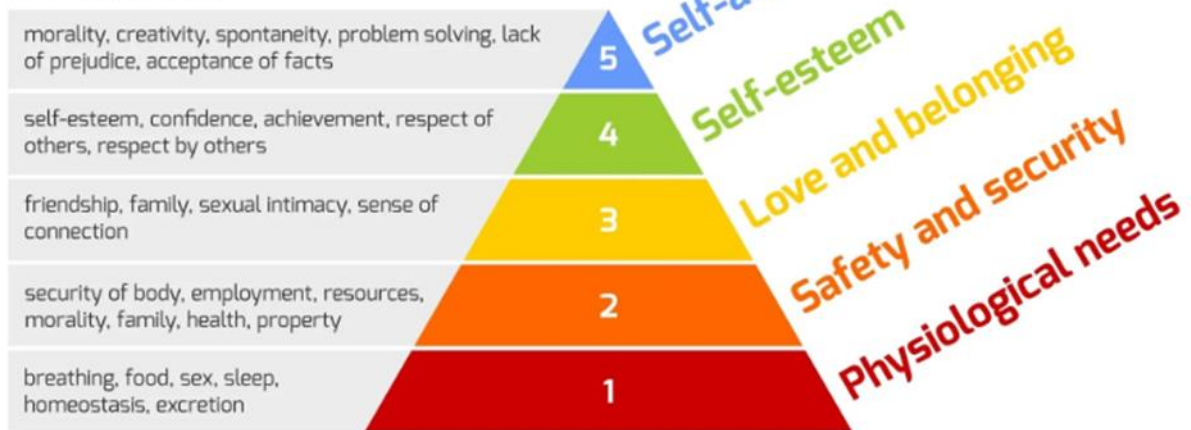 morality, creativity, spontaneity, problem solving, lack
of prejudice, acceptance of facts
5
self-esteem, confidence, achievement, respect of
others, respect by others
4
Self-esteem
friendship, family, sexual intimacy, sense of
connection
3
Love and belonging
security of body, employment, resources,
morality, family, health, property
2
Safety and security
breathing, food, sex, sleep,
homeostasis, excretion
1
Physiological needs